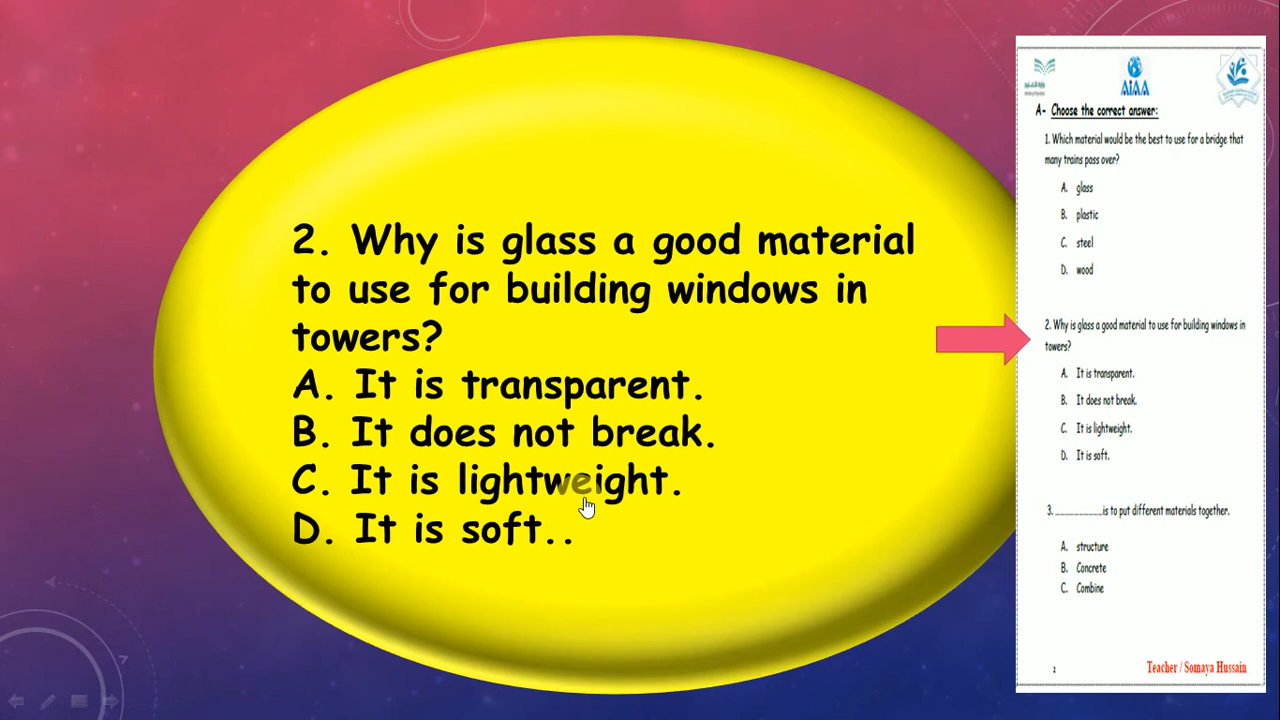 2. Why is glass a good material
to use for building windows in
towers?
A. It is transparent.
B. It does not break.
C. It is lightweight.
D. It is soft..
AIAA
A- Choose the correct answer:
1. Which material would be the best to use for a bridge that
many trains pass over?
A. glass
B. plastic
C. steel
D. wood
2. Why is glass a good material to use for building windows in
towers?
A. It is transparent.
B. It does not break.
C. It is lightweight.
D. It is soft.
3. ......................is to put different materials together.
A. structure
B. Concrete
C. Combine
2
Teacher / Somaya Hussain